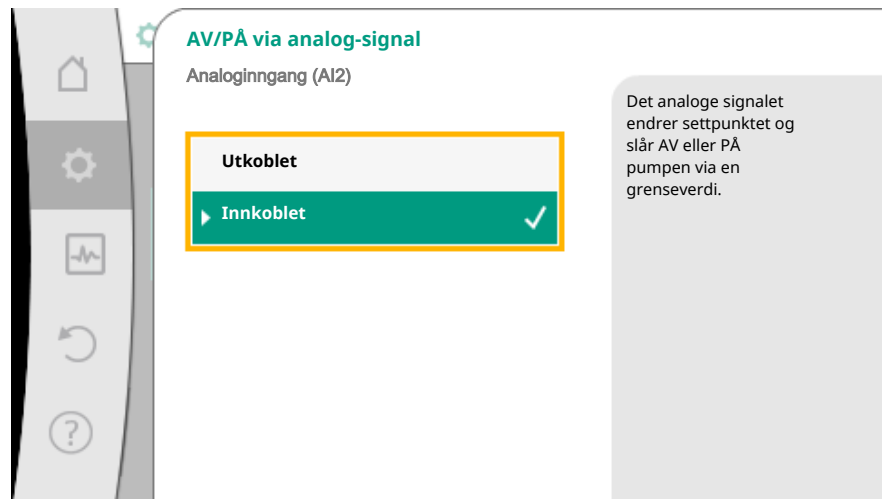 AV/PÅ via analog-signal
Analoginngang (AI2)
Utkoblet
Innkoblet
Det analoge signalet
endrer settpunktet og
slår AV eller PÅ
pumpen via en
grenseverdi.
?